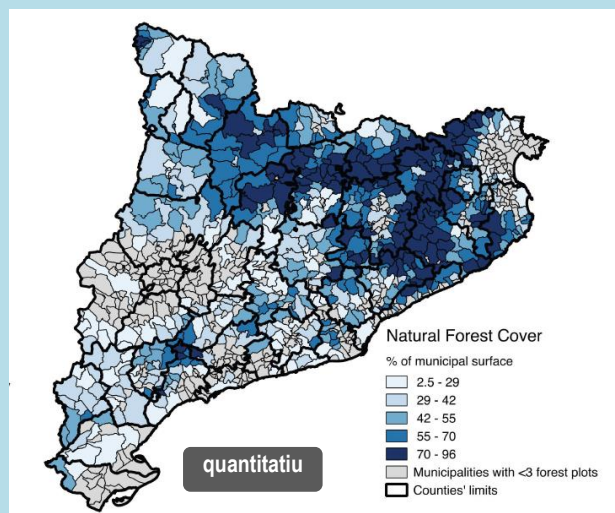 Natural Forest Cover
% of municipal surface
2.5 - 29
29 - 42
42 - 55
55 - 70
70 - 96
Municipalities with <3 forest plots
Counties' limits
quantitatiu